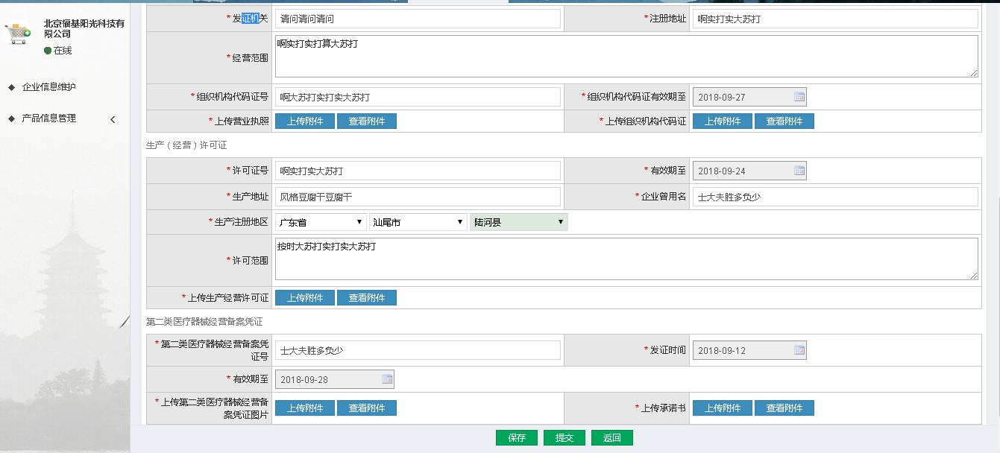 北京福基阳光科技有
限公司
在线
企业信息维护
产品信息管理
* 发证机关 请问请问请问 * 注册地址 啊实打实大苏打
* 经营范围 啊实打实打算大苏打
* 组织机构代码证号 啊大苏打实打实大苏打 * 组织机构代码证有效期至 2018-09-27
* 上传营业执照 上传附件 查看附件 * 上传组织机构代码证 上传附件 查看附件
生产（经营）许可证
* 许可证号 啊实打实大苏打 * 有效期至 2018-09-24
* 生产地址 风格豆腐干豆腐干 * 企业曾用名 士大夫胜多负少
* 生产注册地区 广东省 汕尾市 陆河县
* 许可范围 按时大苏打实打实大苏打
* 上传生产经营许可证 上传附件 查看附件
第二类医疗器械经营备案凭证
* 第二类医疗器械经营备案凭
证号 士大夫胜多负少 * 发证时间 2018-09-12
* 有效期至 2018-09-28
* 上传第二类医疗器械经营备
案凭证图片 上传附件 查看附件 * 上传承诺书 上传附件 查看附件
保存 提交 返回